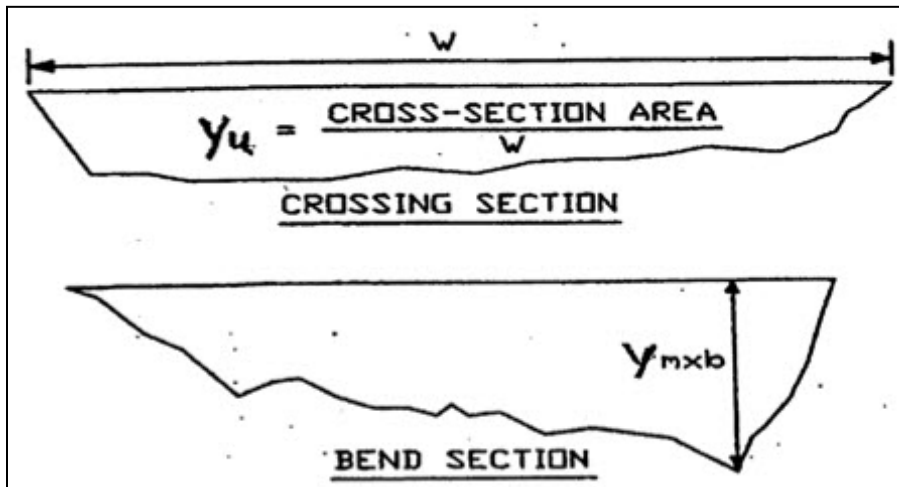 W
yu = CROSS-SECTION AREA
W
CROSSING SECTION
ymxb
BEND SECTION